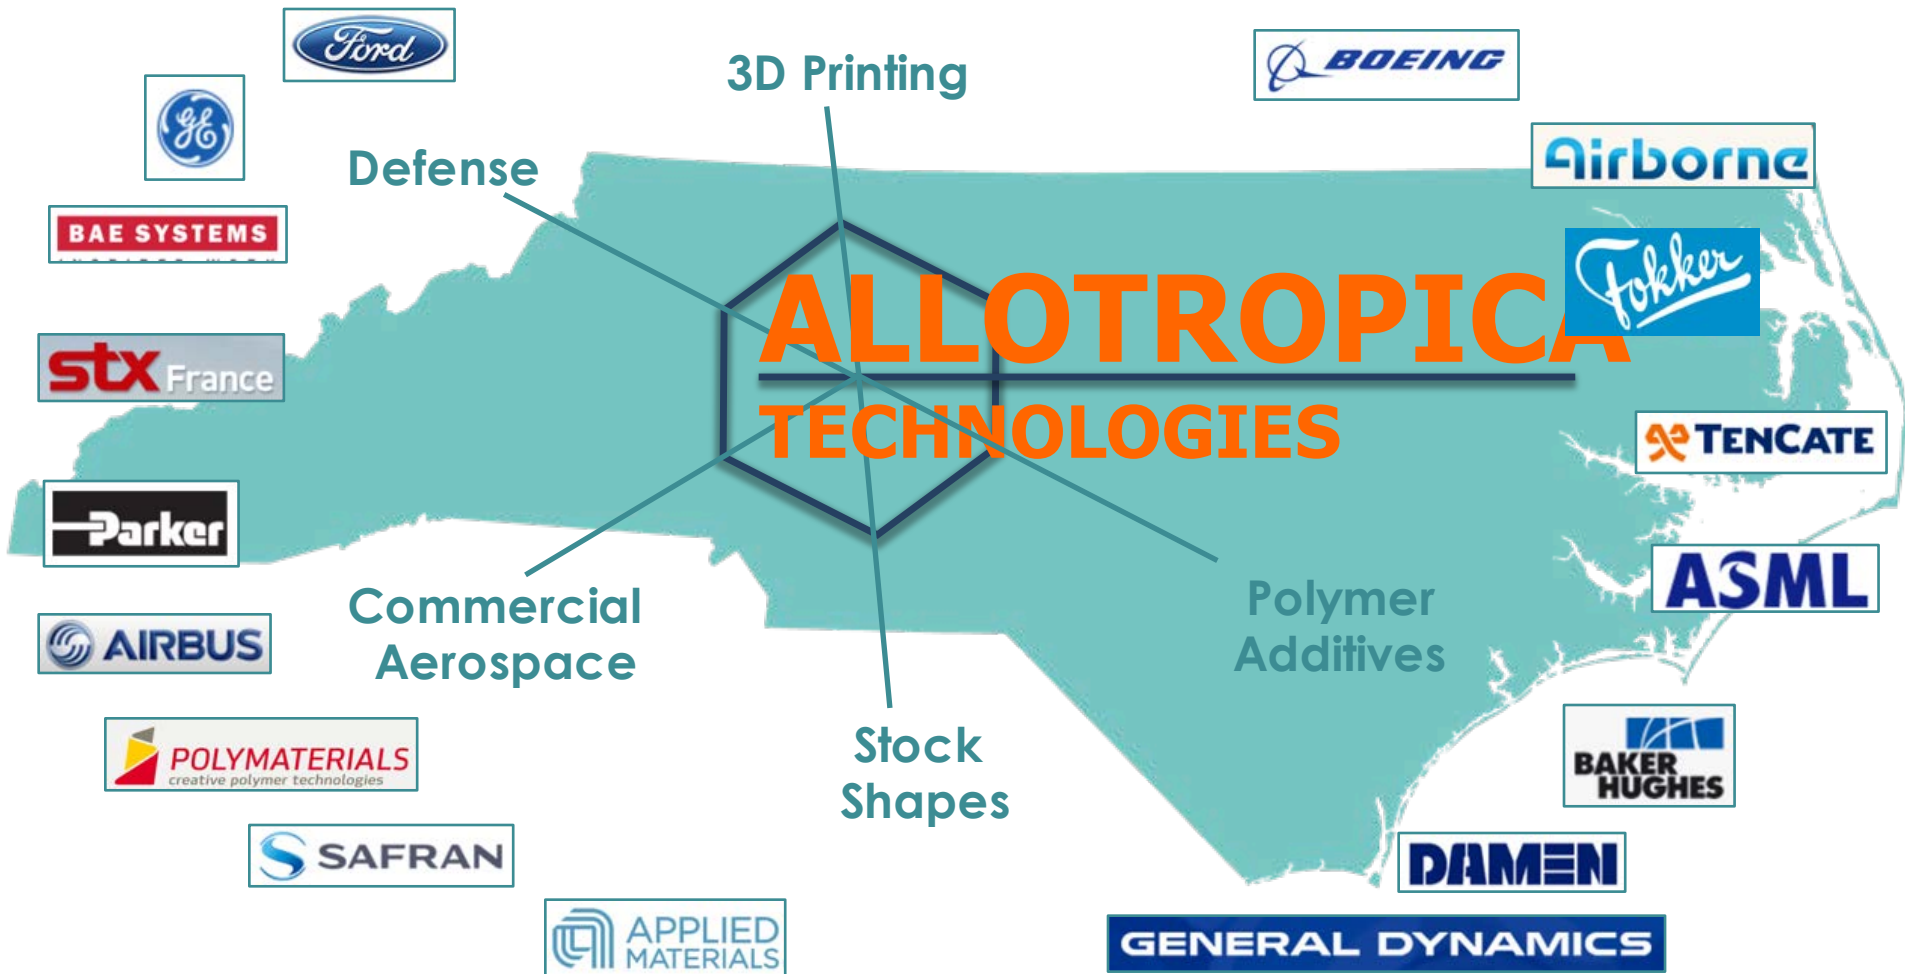 Ford
3D Printing
BOEING
GE
Airborne
Defense
BAE SYSTEMS
Fokker
ALLOTROPICA
stx France
TECHNOLOGIES
TENCATE
Parker
ASML
Commercial
Aerospace
Polymer
Additives
AIRBUS
POLYMATERIALS
creative polymer technologies
Stock
Shapes
BAKER
HUGHES
SAFRAN
DAMEN
APPLIED
MATERIALS
GENERAL DYNAMICS